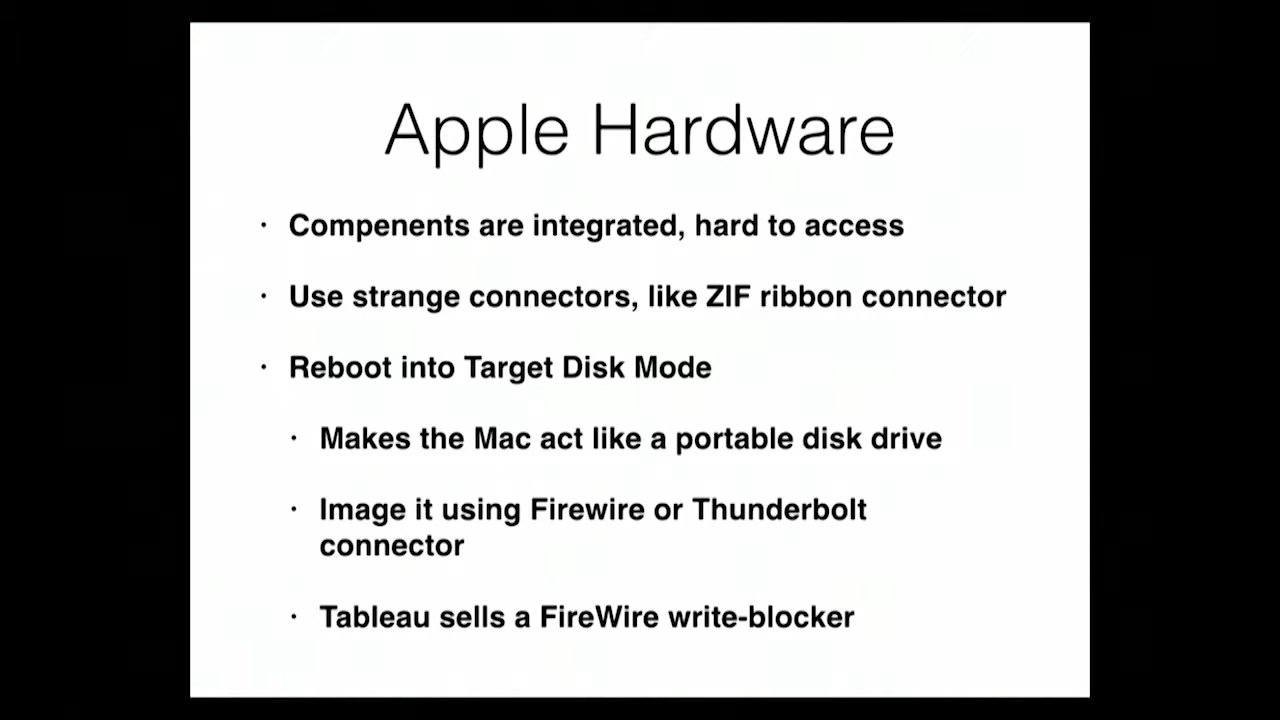 Apple Hardware
· Compenents are integrated, hard to access
· Use strange connectors, like ZIF ribbon connector
· Reboot into Target Disk Mode
· Makes the Mac act like a portable disk drive
· Image it using Firewire or Thunderbolt
connector
· Tableau sells a FireWire write-blocker